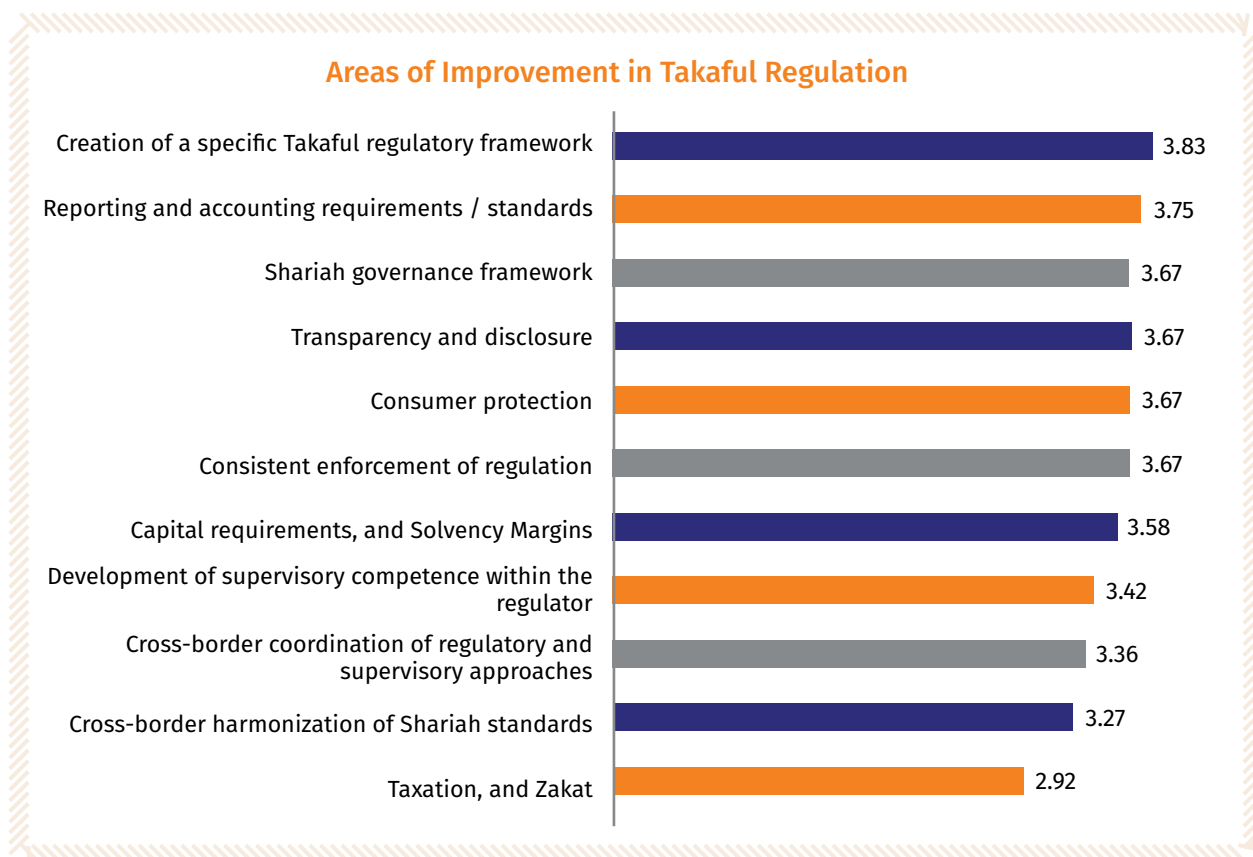 Areas of Improvement in Takaful Regulation
Creation of a specific Takaful regulatory framework
3.83
Reporting and accounting requirements / standards
3.75
Shariah governance framework
3.67
Transparency and disclosure
3.67
Consumer protection
3.67
Consistent enforcement of regulation
3.67
Capital requirements, and Solvency Margins
3.58
Development of supervisory competence within the
regulator
3.42
Cross-border coordination of regulatory and
supervisory approaches
3.36
Cross-border harmonization of Shariah standards
3.27
Taxation, and Zakat
2.92